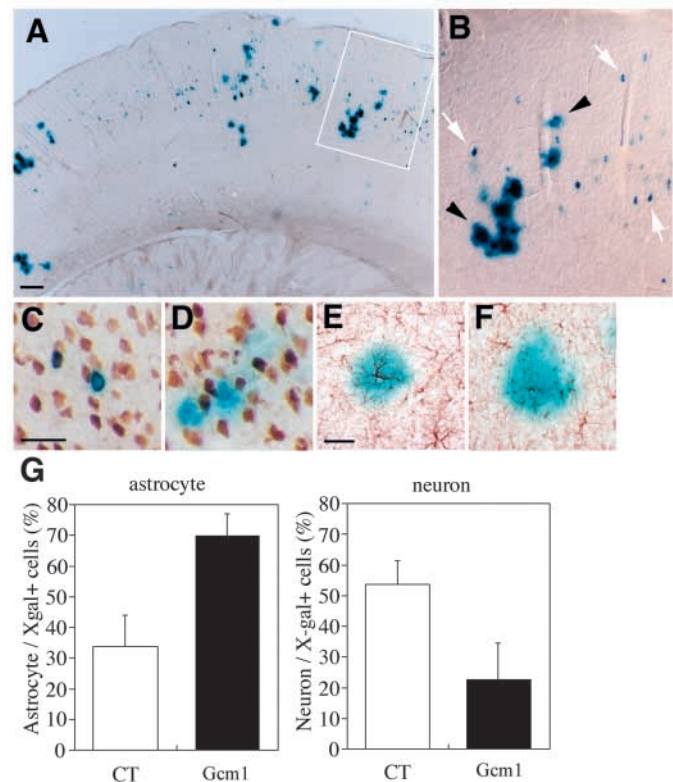 A
B
C
D
E
F
G
astrocyte
Astrocyte / Xgal+ cells (%)
80
70
60
50
40
30
20
10
0
CT
Gcm1
neuron
Neuron / X-gal+ cells (%)
80
70
60
50
40
30
20
10
0
CT
Gcm1